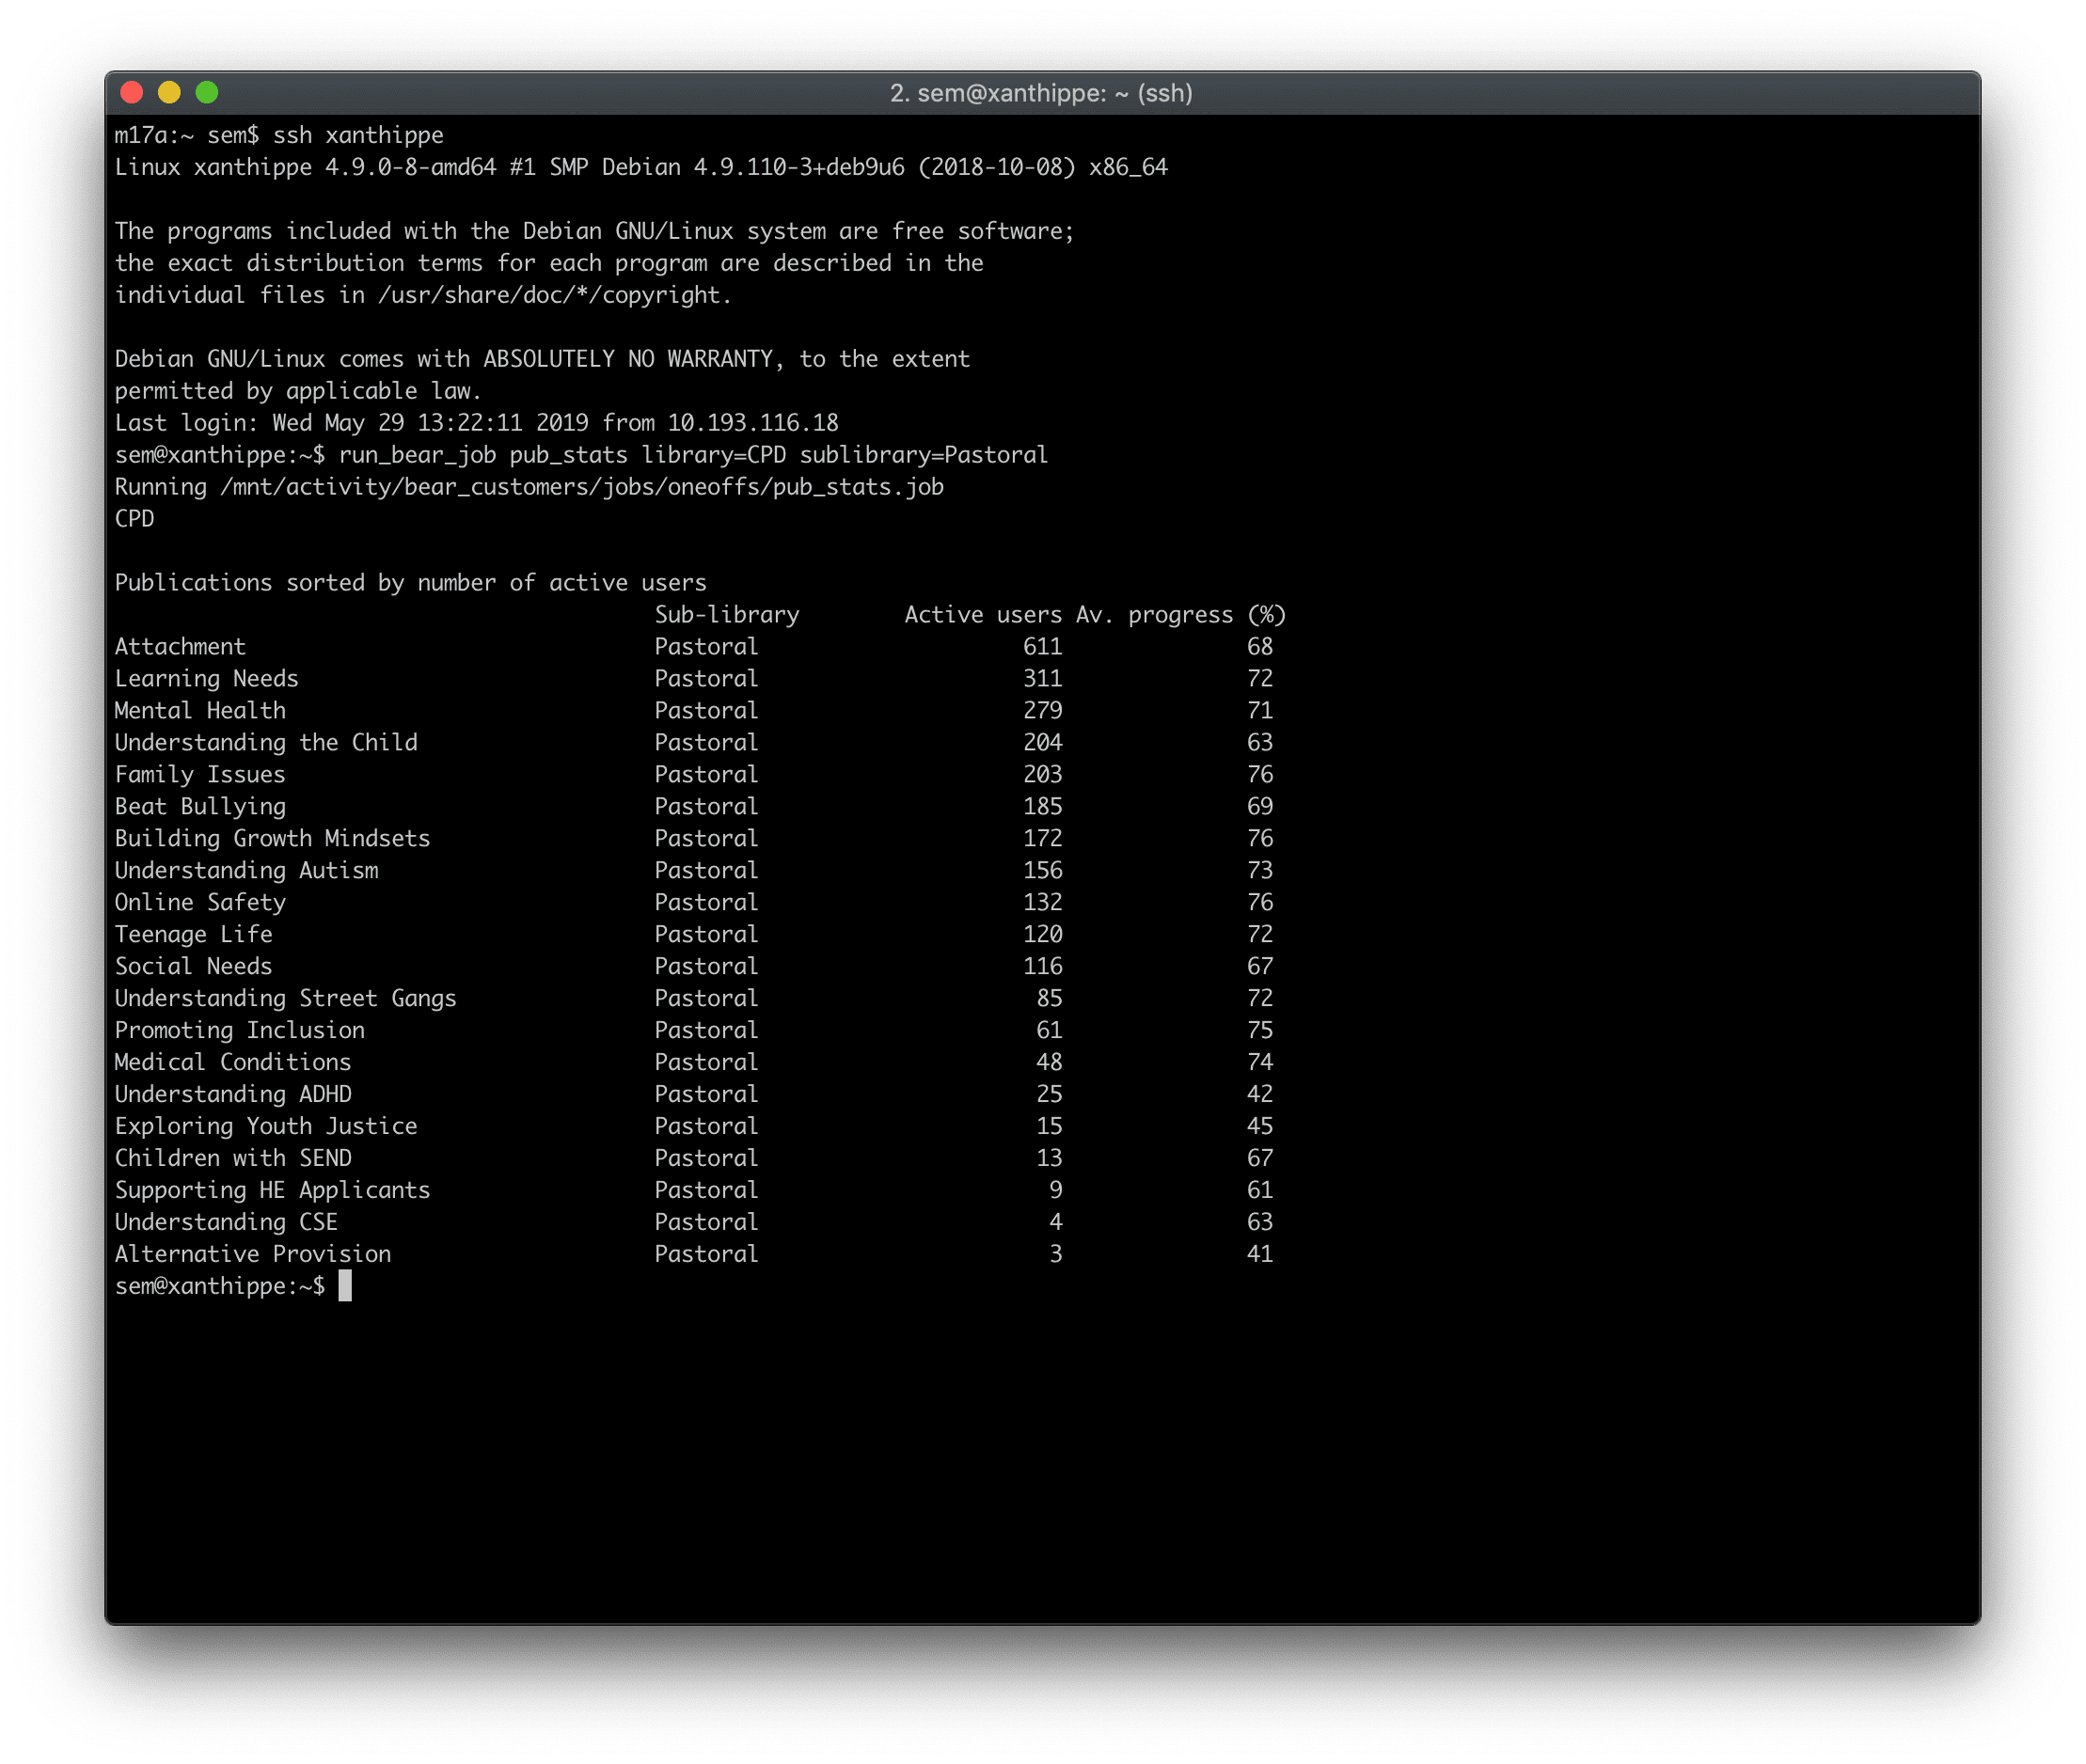 2. sem@xanthippe: ~ (ssh)
m17a:~ sem$ ssh xanthippe
Linux xanthippe 4.9.0-8-amd64 #1 SMP Debian 4.9.110-3+deb9u6 (2018-10-08) x86_64
The programs included with the Debian GNU/Linux system are free software;
the exact distribution terms for each program are described in the
individual files in /usr/share/doc/*/copyright.
Debian GNU/Linux comes with ABSOLUTELY NO WARRANTY, to the extent
permitted by applicable law.
Last login: Wed May 29 13:22:11 2019 from 10.193.116.18
sem@xanthippe:~$ run_bear_job pub_stats library=CPD sublibrary=Pastoral
Running /mnt/activity/bear_customers/jobs/oneoffs/pub_stats.job
CPD
Publications sorted by number of active users
Sub-library Active users Av. progress (%)
Attachment Pastoral 611 68
Learning Needs Pastoral 311 72
Mental Health Pastoral 279 71
Understanding the Child Pastoral 204 63
Family Issues Pastoral 203 76
Beat Bullying Pastoral 185 69
Building Growth Mindsets Pastoral 172 76
Understanding Autism Pastoral 156 73
Online Safety Pastoral 132 76
Teenage Life Pastoral 120 72
Social Needs Pastoral 116 67
Understanding Street Gangs Pastoral 85 72
Promoting Inclusion Pastoral 61 75
Medical Conditions Pastoral 48 74
Understanding ADHD Pastoral 25 42
Exploring Youth Justice Pastoral 15 45
Children with SEND Pastoral 13 67
Supporting HE Applicants Pastoral 9 61
Understanding CSE Pastoral 4 63
Alternative Provision Pastoral 3 41
sem@xanthippe:~$